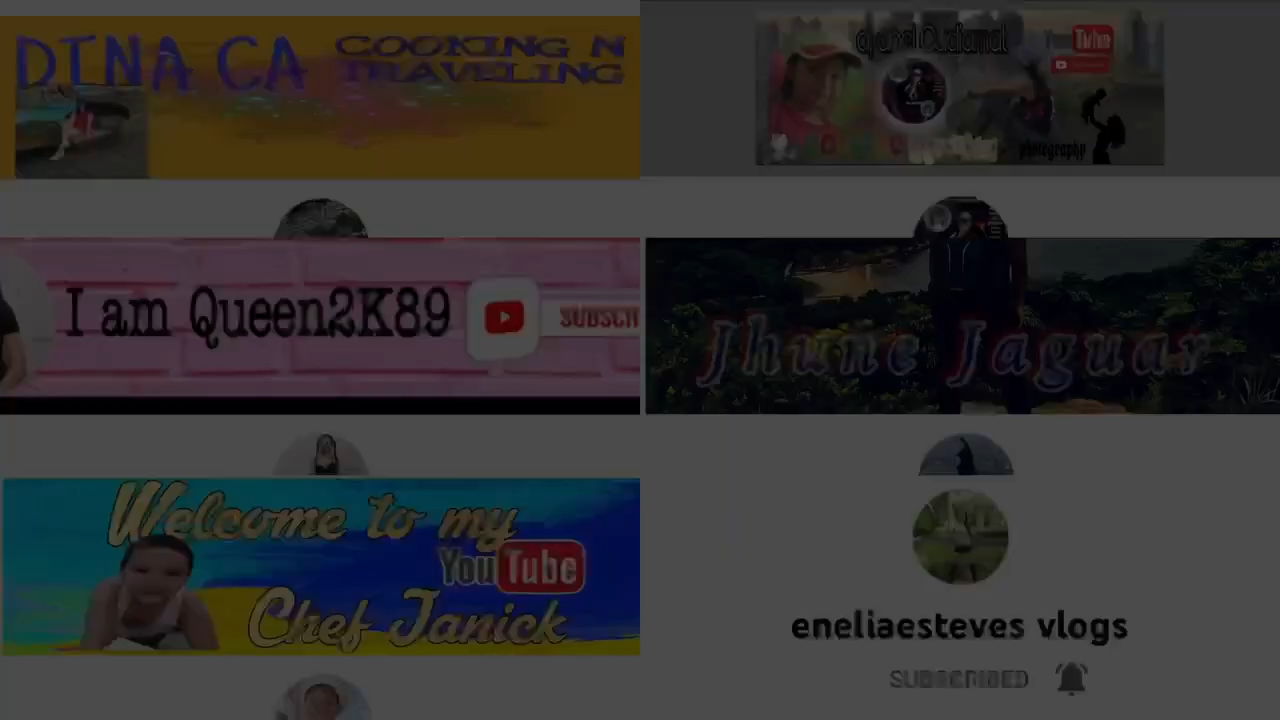 DINA CA
COOKING N
TRAVELING
YouTube
photography
I am Queen2K89
SUBSCR
Jhune Jaguar
Welcome to my
YouTube
Chef Janick
eneliaesteves vlogs
SUBSCRIBED